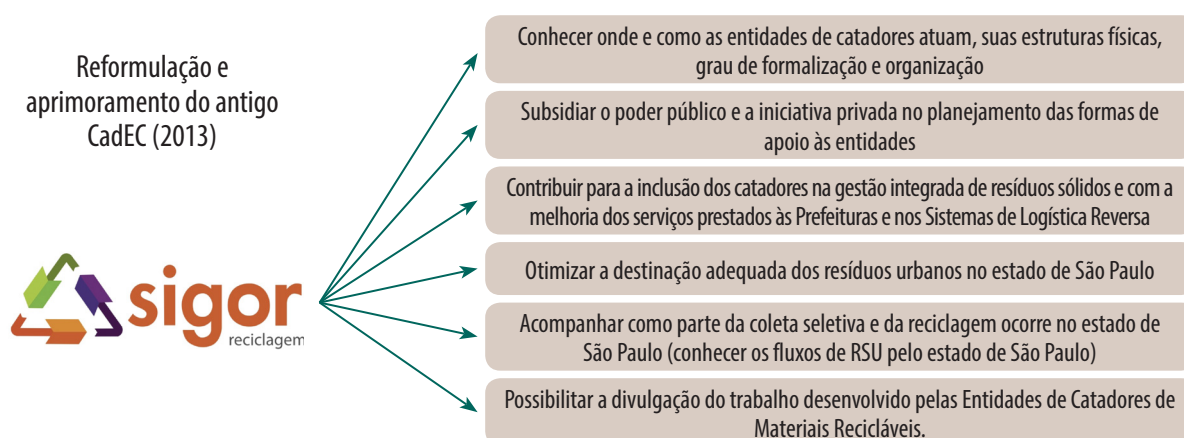 Reformulação e
aprimoramento do antigo
CadEC (2013)
sigor
reciclagem
Conhecer onde e como as entidades de catadores atuam, suas estruturas físicas,
grau de formalização e organização
Subsidiar o poder público e a iniciativa privada no planejamento das formas de
apoio às entidades
Contribuir para a inclusão dos catadores na gestão integrada de resíduos sólidos e com a
melhoria dos serviços prestados às Prefeituras e nos Sistemas de Logística Reversa
Otimizar a destinação adequada dos resíduos urbanos no estado de São Paulo
Acompanhar como parte da coleta seletiva e da reciclagem ocorre no estado de
São Paulo (conhecer os fluxos de RSU pelo estado de São Paulo)
Possibilitar a divulgação do trabalho desenvolvido pelas Entidades de Catadores de
Materiais Recicláveis.